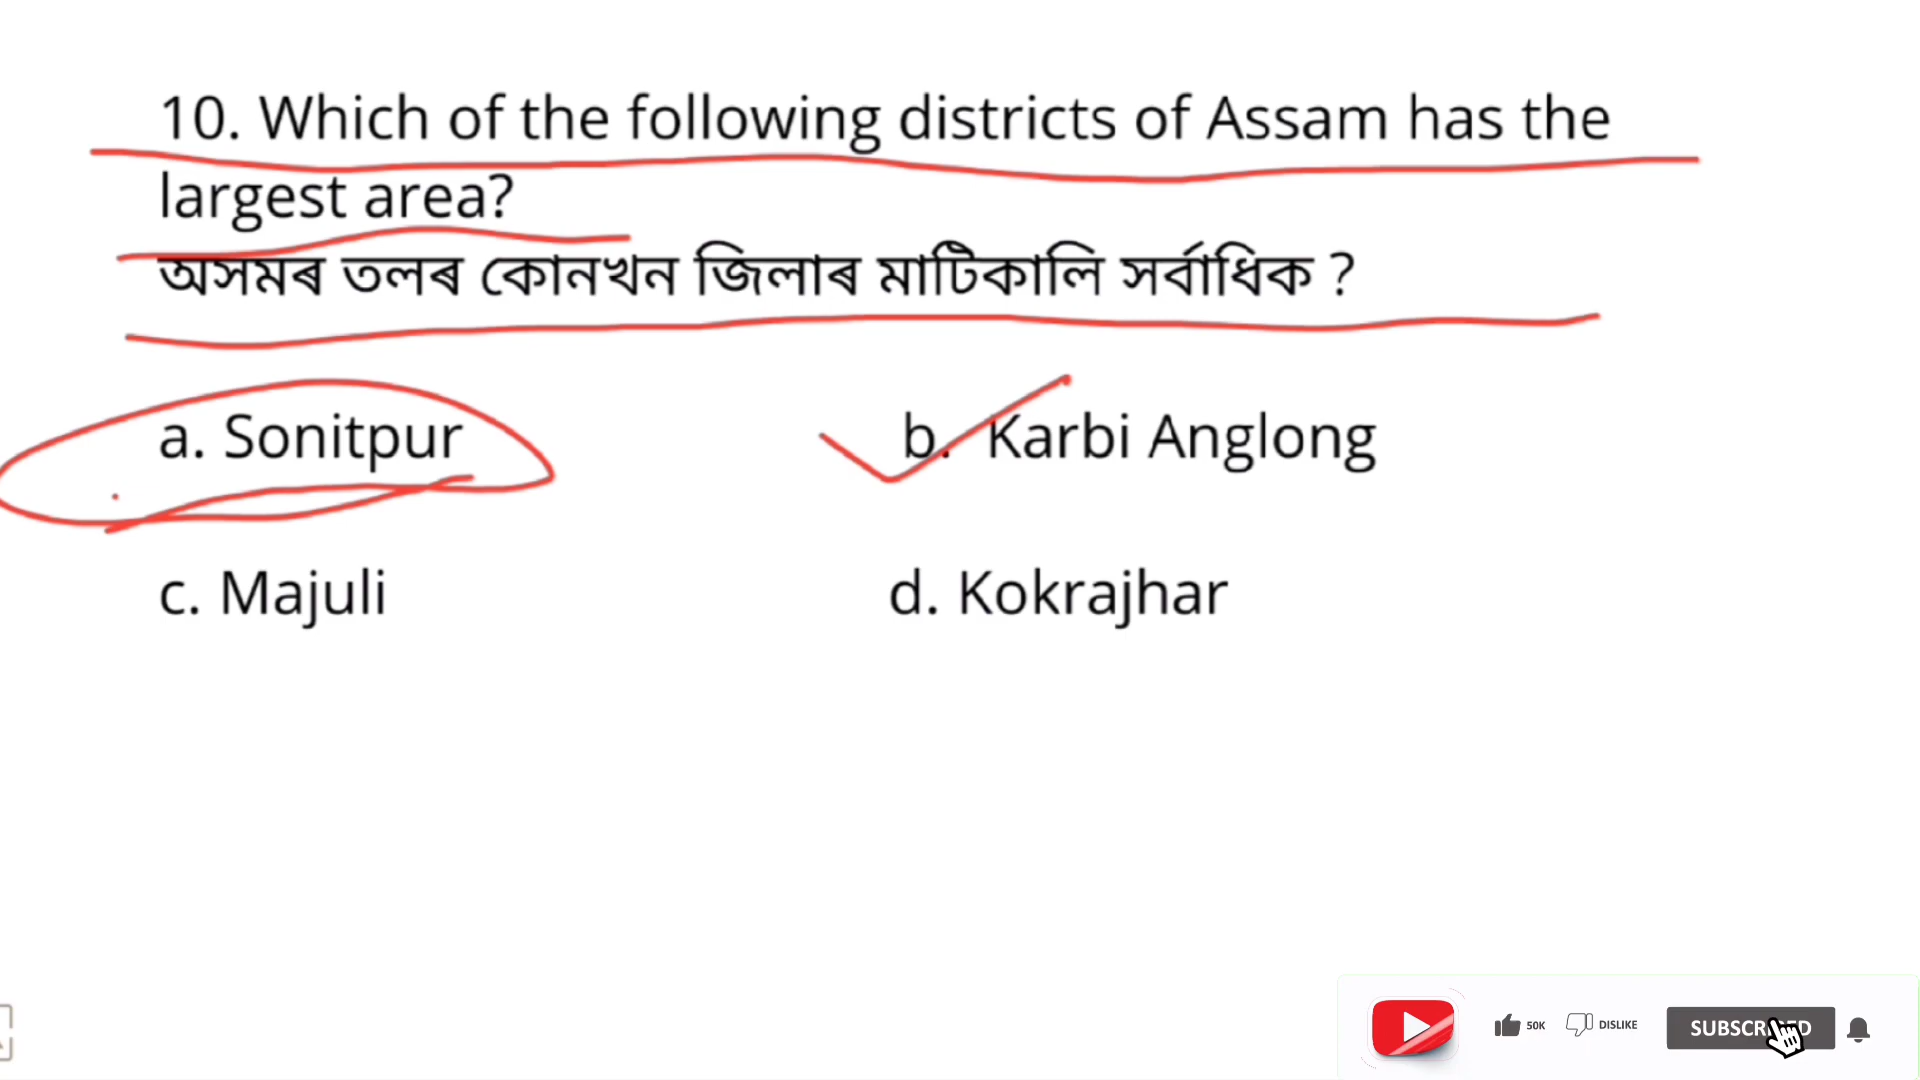 10. Which of the following districts of Assam has the
largest area?
অসমৰ তলৰ কোনখন জিলাৰ মাটিকালি সৰ্বাধিক ?
a. Sonitpur
b. Karbi Anglong
c. Majuli
d. Kokrajhar
50K
DISLIKE
SUBSCRIBED